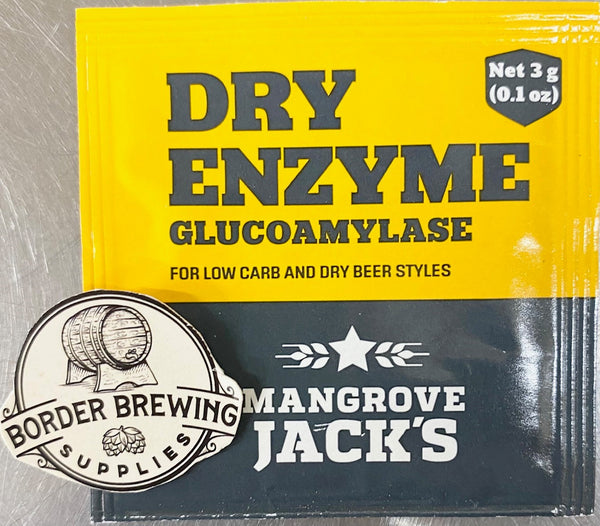 Net 3 g
(0.1 oz)
DRY
ENZYME
GLUCOAMYLASE
FOR LOW CARB AND DRY BEER STYLES
MANGROVE
JACK'S
BORDER BREWING
SUPPLIES